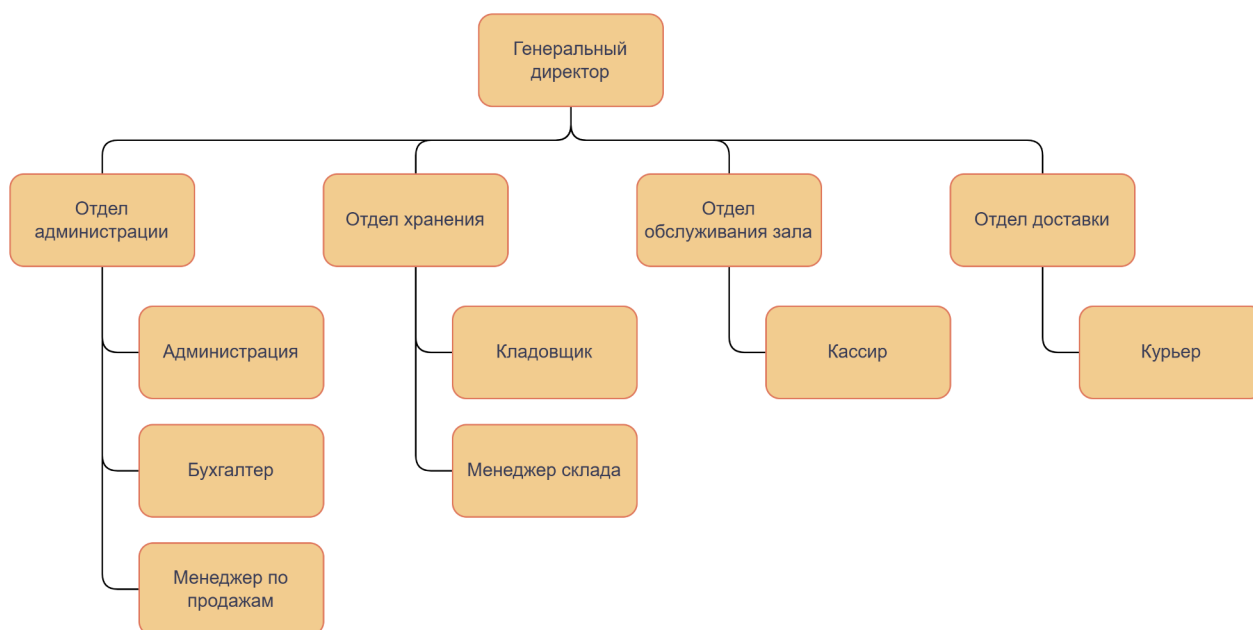 Генеральный
директор
Отдел
администрации
Отдел хранения
Отдел
обслуживания зала
Отдел доставки
Администрация
Кладовщик
Кассир
Курьер
Бухгалтер
Менеджер склада
Менеджер по
продажам